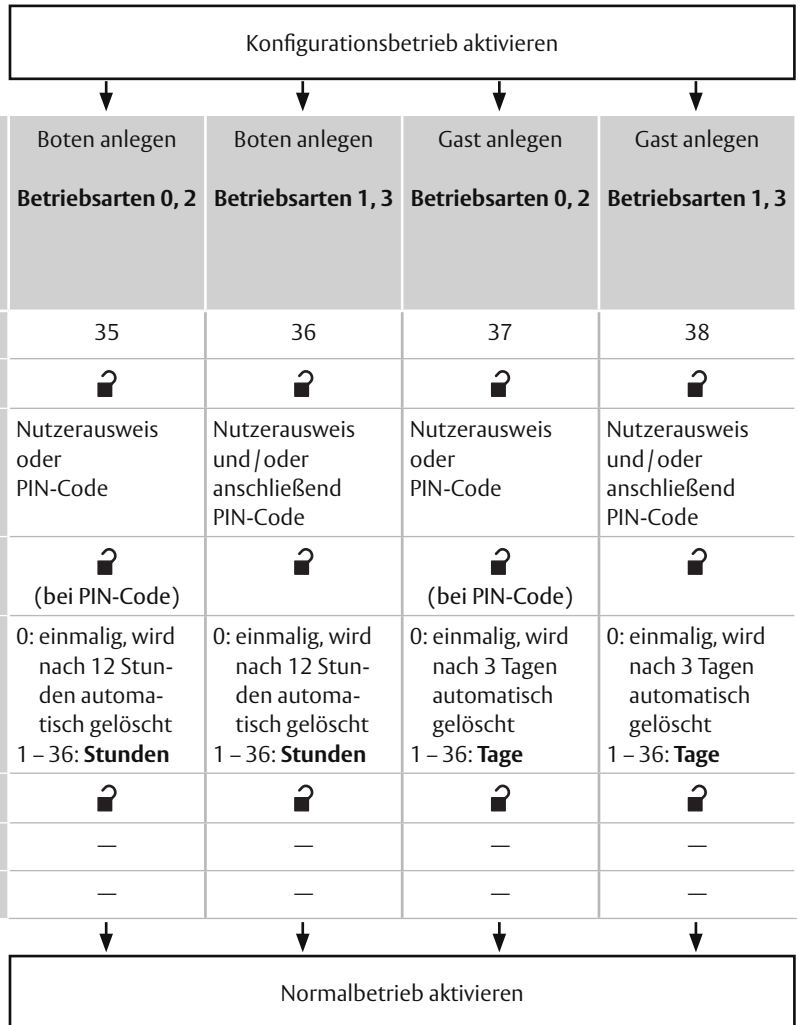 Konfigurationsbetrieb aktivieren
Boten anlegen Boten anlegen Gast anlegen Gast anlegen
Betriebsarten 0, 2 Betriebsarten 1, 3 Betriebsarten 0, 2 Betriebsarten 1, 3
35 36 37 38
Nutzerausweis Nutzerausweis Nutzerausweis Nutzerausweis
oder und / oder oder und / oder
PIN-Code anschließend PIN-Code anschließend
PIN-Code PIN-Code
(bei PIN-Code) (bei PIN-Code)
0: einmalig, wird 0: einmalig, wird 0: einmalig, wird 0: einmalig, wird
nach 12 Stun- nach 12 Stun- nach 3 Tagen nach 3 Tagen
den automa- den automa- automatisch automatisch
tisch gelöscht tisch gelöscht gelöscht gelöscht
1 – 36: Stunden 1 – 36: Stunden 1 – 36: Tage 1 – 36: Tage
— — — —
— — — —
Normalbetrieb aktivieren